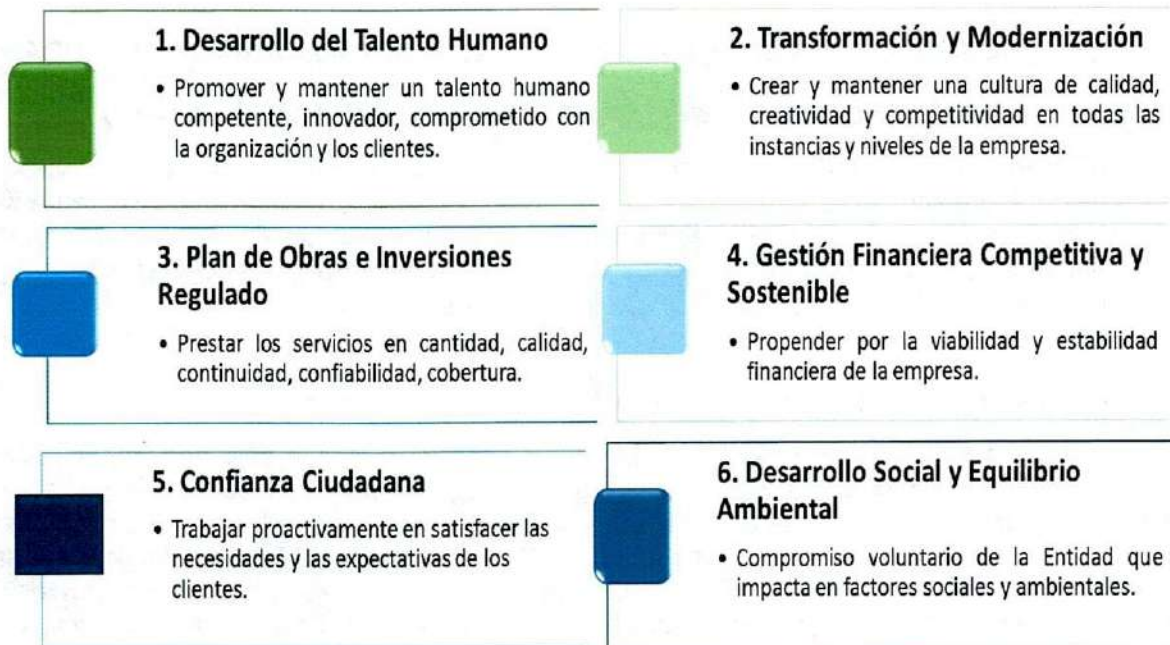 1. Desarrollo del Talento Humano
• Promover y mantener un talento humano
competente, innovador, comprometido con
la organización y los clientes.
2. Transformación y Modernización
• Crear y mantener una cultura de calidad,
creatividad y competitividad en todas las
instancias y niveles de la empresa.
3. Plan de Obras e Inversiones
Regulado
• Prestar los servicios en cantidad, calidad,
continuidad, confiabilidad, cobertura.
4. Gestión Financiera Competitiva y
Sostenible
• Propender por la viabilidad y estabilidad
financiera de la empresa.
5. Confianza Ciudadana
• Trabajar proactivamente en satisfacer las
necesidades y las expectativas de los
clientes.
6. Desarrollo Social y Equilibrio
Ambiental
• Compromiso voluntario de la Entidad que
impacta en factores sociales y ambientales.